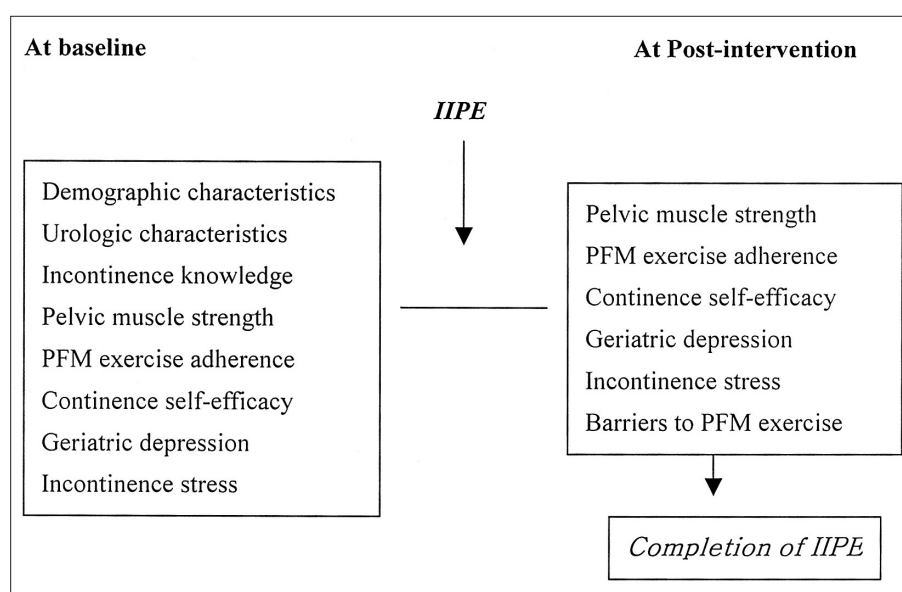 At baseline
At Post-intervention
IIPE
Demographic characteristics
Urologic characteristics
Incontinence knowledge
Pelvic muscle strength
PFM exercise adherence
Continence self-efficacy
Geriatric depression
Incontinence stress
Pelvic muscle strength
PFM exercise adherence
Continence self-efficacy
Geriatric depression
Incontinence stress
Barriers to PFM exercise
Completion of IIPE